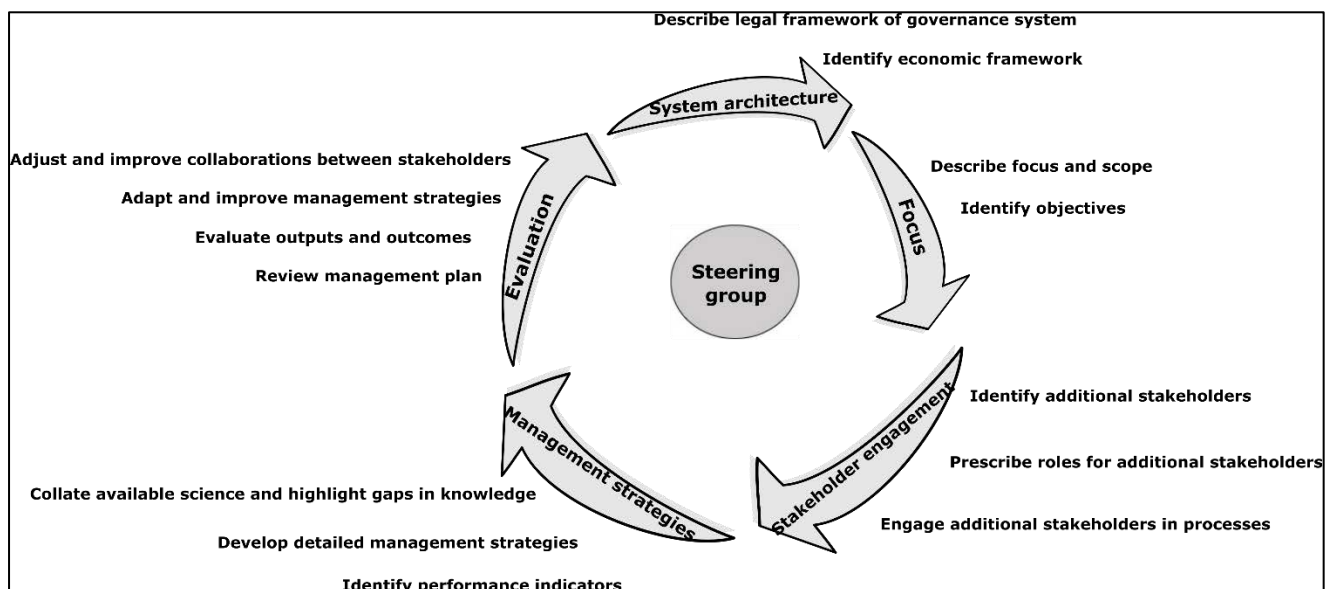 Describe legal framework of governance system
Identify economic framework
System architecture
Describe focus and scope
Identify objectives
Focus
Identify additional stakeholders
Prescribe roles for additional stakeholders
Engage additional stakeholders in processes
Stakeholder engagement
Management strategies
Collate available science and highlight gaps in knowledge
Develop detailed management strategies
Identify performance indicators
Evaluation
Adjust and improve collaborations between stakeholders
Adapt and improve management strategies
Evaluate outputs and outcomes
Review management plan
Steering
group